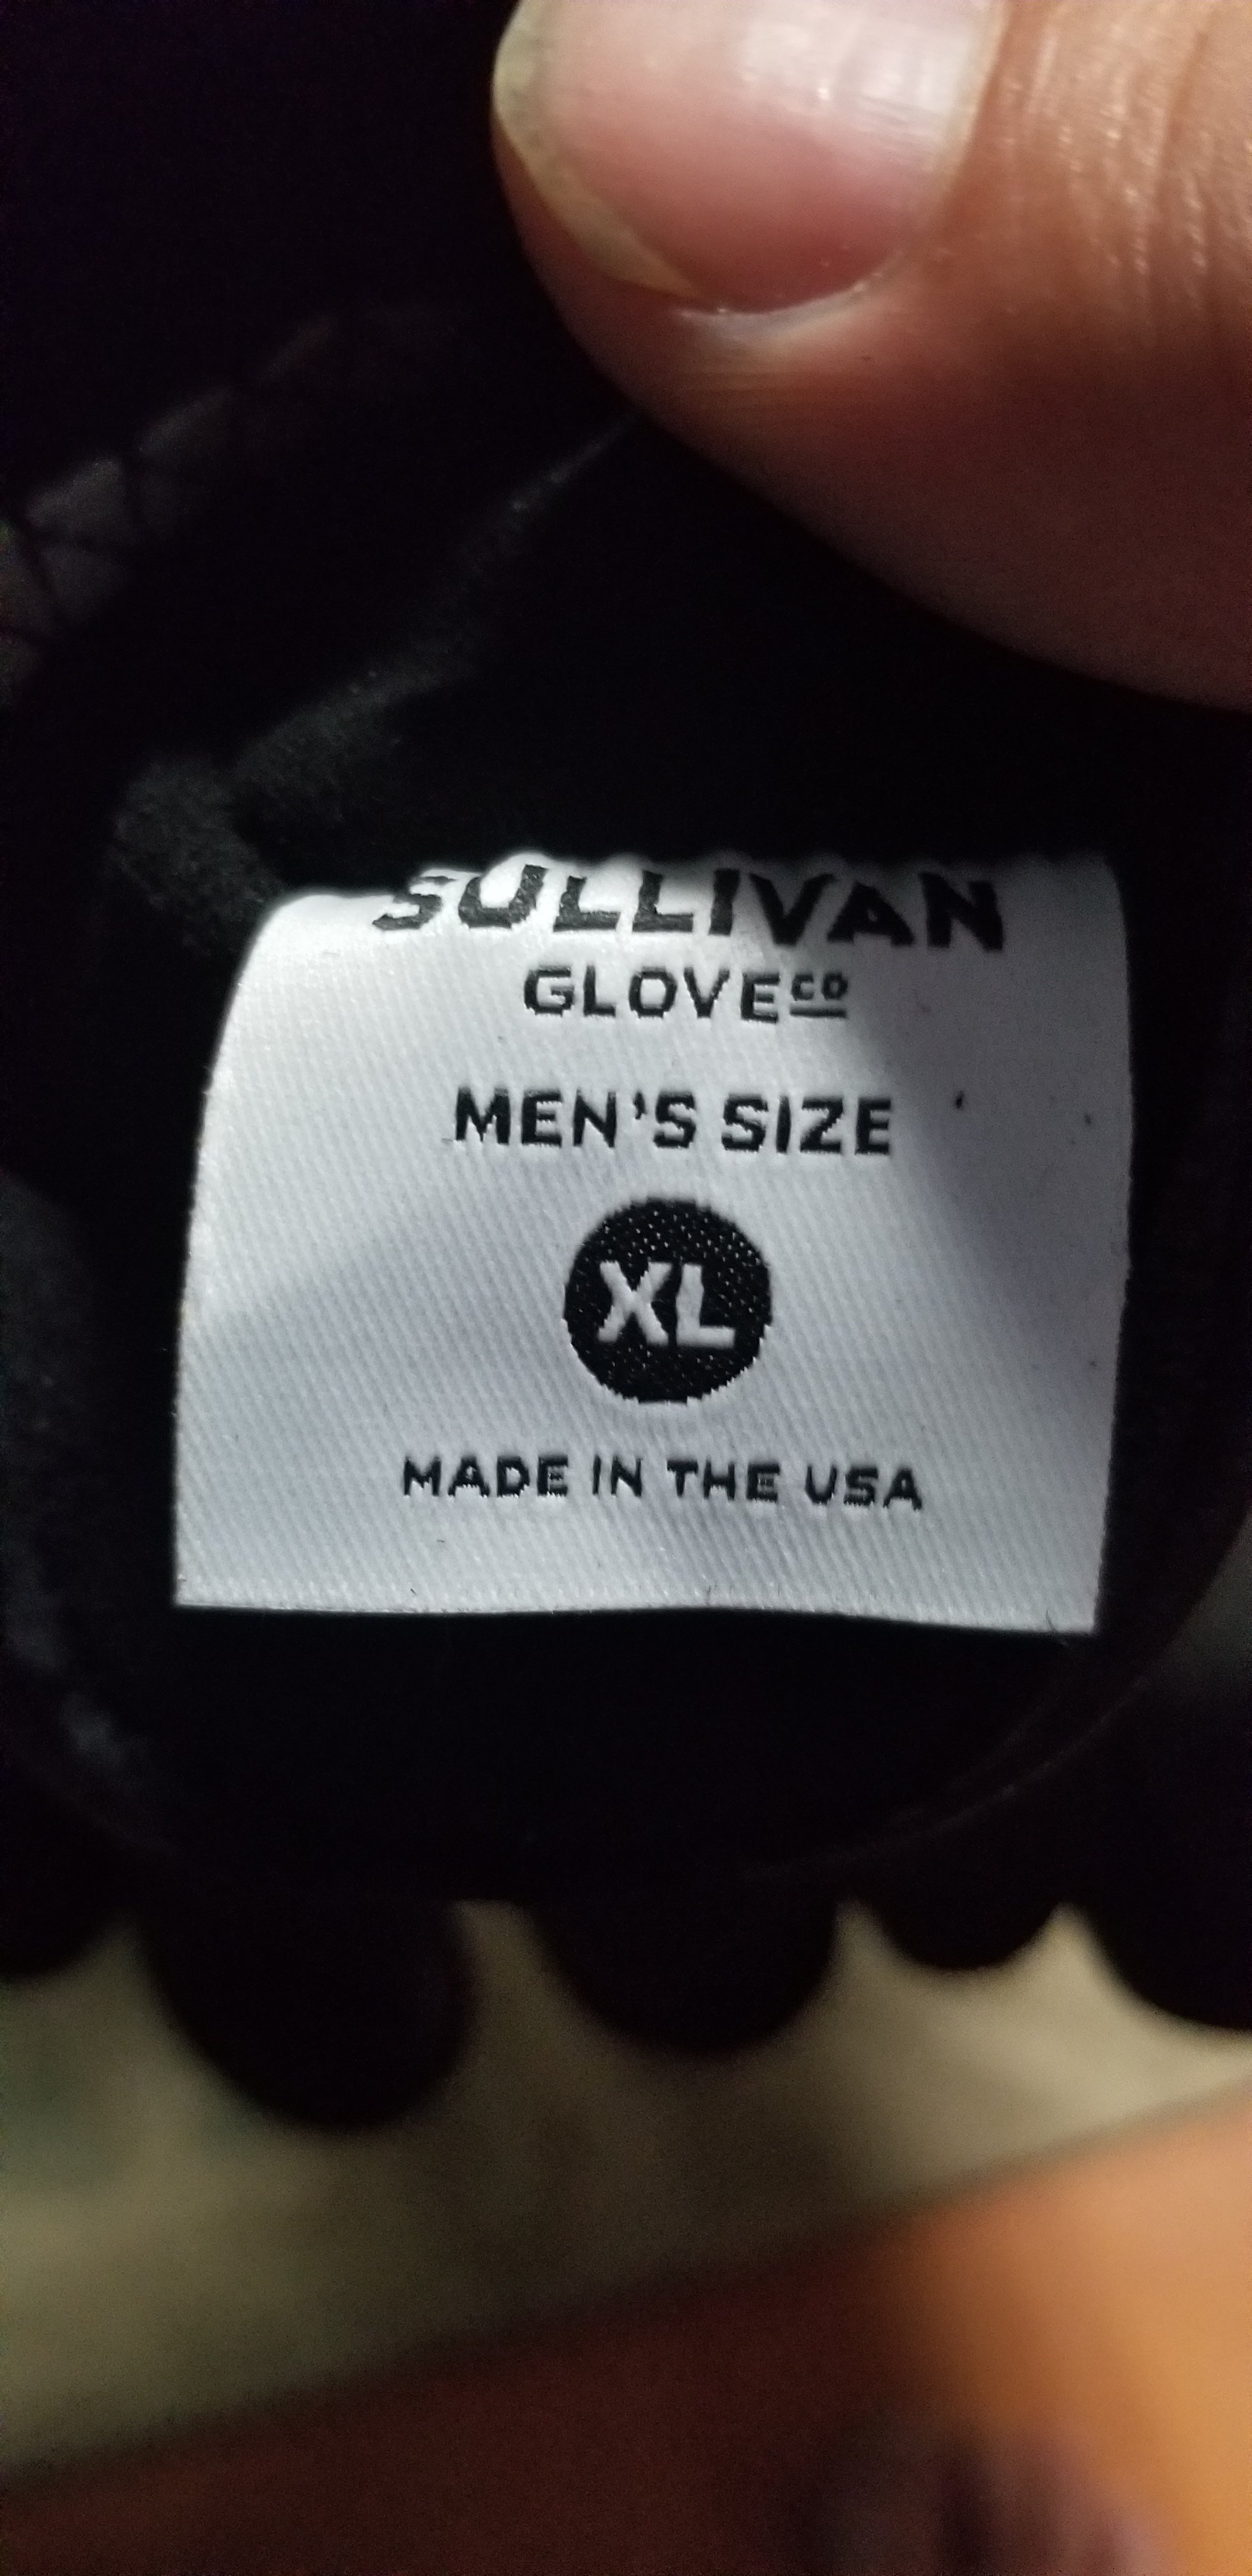 SULLIVAN
GLOVE CO
MEN'S SIZE
XL
MADE IN THE USA